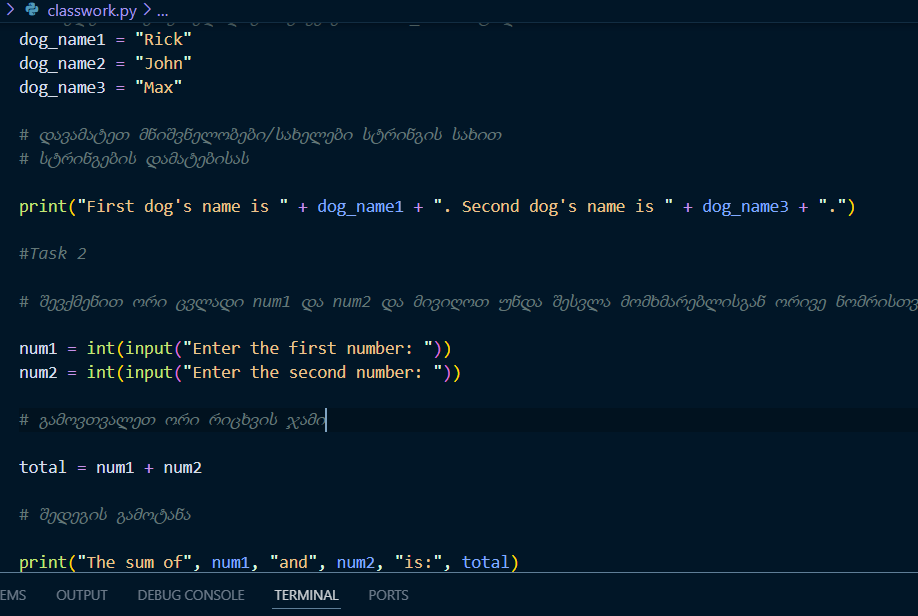 classwork.py > ...
dog_name1 = "Rick"
dog_name2 = "John"
dog_name3 = "Max"
# დავამატეთ მნიშვნელობები/სახელები სტრინგის სახით
# სტრინგების დამატებისას
print("First dog's name is " + dog_name1 + ". Second dog's name is " + dog_name3 + ".")
#Task 2
# შევქმენით ორი ცვლადი num1 და num2 და მივიღოთ უნდა შესვლა მომხმარებლისგან ორივე ნომრისთვ
num1 = int(input("Enter the first number: "))
num2 = int(input("Enter the second number: "))
# გამოვთვალეთ ორი რიცხვის ჯამი
total = num1 + num2
# შედეგის გამოტანა
print("The sum of", num1, "and", num2, "is:", total)
EMS OUTPUT DEBUG CONSOLE TERMINAL PORTS